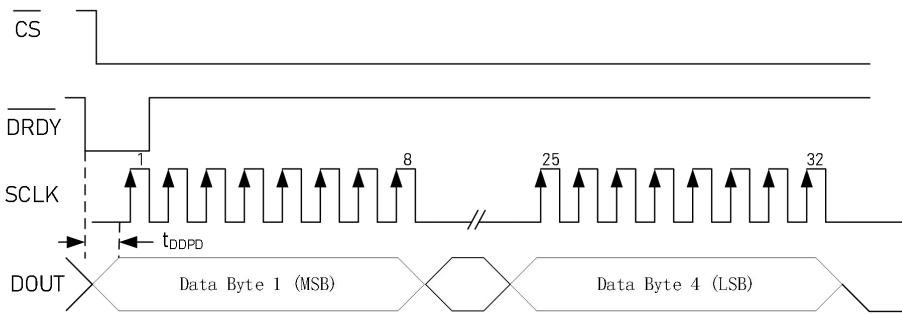 CS
DRDY
1 8 25 32
SCLK
tDDPD
DOUT Data Byte 1 (MSB) Data Byte 4 (LSB)